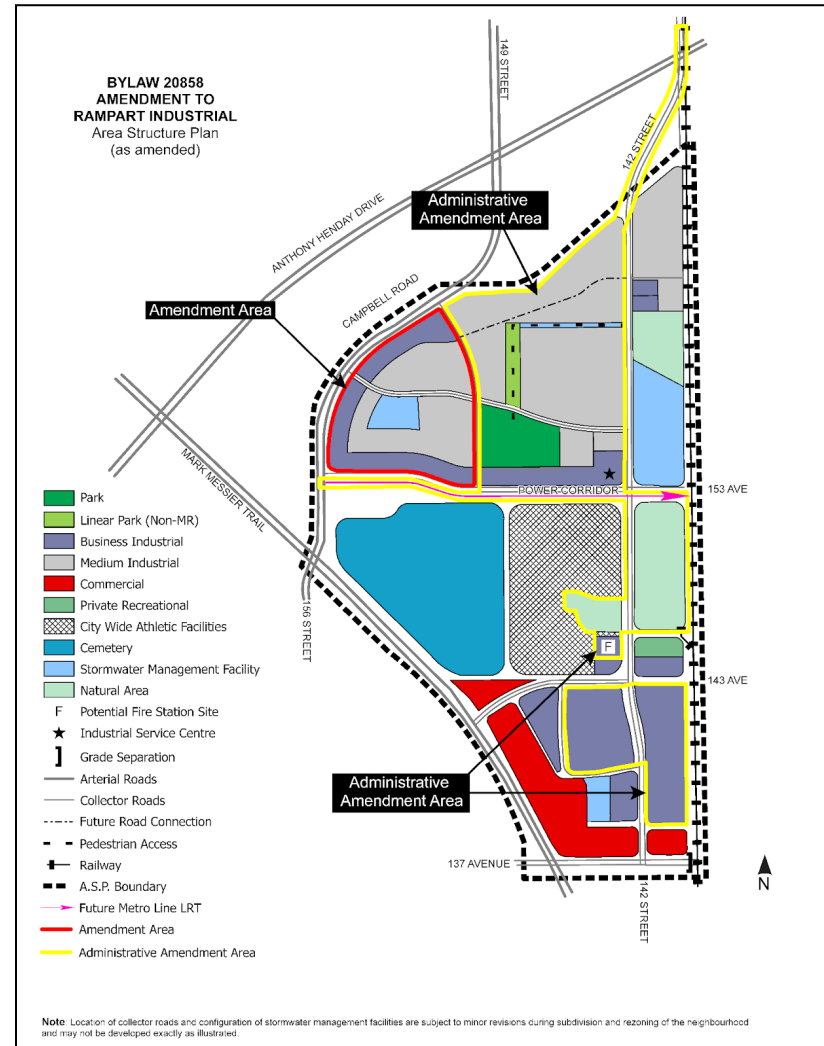 BYLAW 20858
AMENDMENT TO
RAMPART INDUSTRIAL
Area Structure Plan
(as amended)
149 STREET
142 STREET
ANTHONY HENDAY DRIVE
Administrative
Amendment Area
CAMPBELL ROAD
Amendment Area
MARK MESSIER TRAIL
POWER CORRIDOR
153 AVE
156 STREET
F
143 AVE
Administrative
Amendment Area
137 AVENUE
142 STREET
N
Park
Linear Park (Non-MR)
Business Industrial
Medium Industrial
Commercial
Private Recreational
City Wide Athletic Facilities
Cemetery
Stormwater Management Facility
Natural Area
F Potential Fire Station Site
Industrial Service Centre
Grade Separation
Arterial Roads
Collector Roads
Future Road Connection
Pedestrian Access
Railway
A.S.P. Boundary
Future Metro Line LRT
Amendment Area
Administrative Amendment Area
Note: Location of collector roads and configuration of stormwater management facilities are subject to minor revisions during subdivision and rezoning of the neighbourhood
and may not be developed exactly as illustrated.